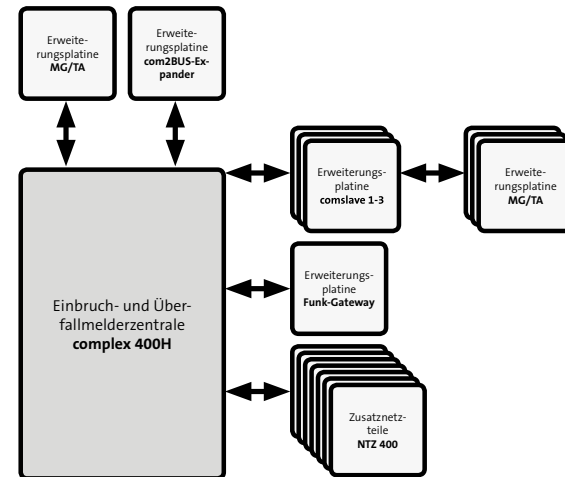 Erweite-
rungsplatine
MG/TA
Erweite-
rungsplatine
com2BUS-Ex-
pander
Erweiterungs-
platine
comslave 1-3
Erweite-
rungsplatine
MG/TA
Einbruch- und Über-
fallmelderzentrale
complex 400H
Erweiterungs-
platine
Funk-Gateway
Zusatznetz-
teile
NTZ 400